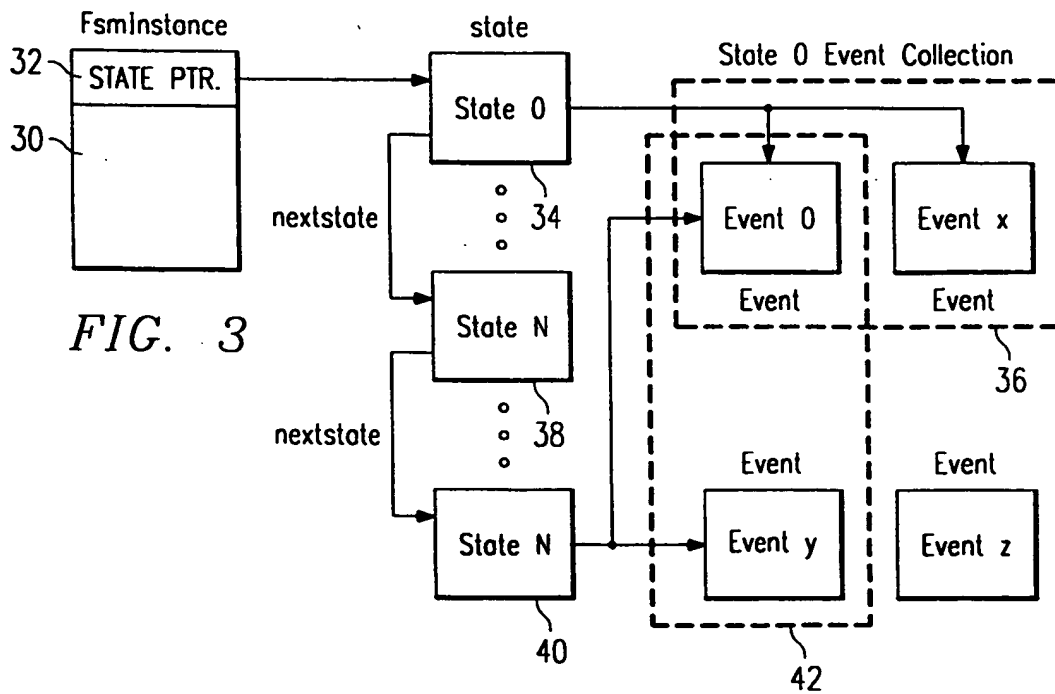 FsmInstance
32
STATE PTR.
30
state
State 0
34
State 0 Event Collection
Event 0
Event x
Event
Event
36
nextstate
State N
38
FIG. 3
nextstate
State N
40
Event
Event
Event y
Event z
42